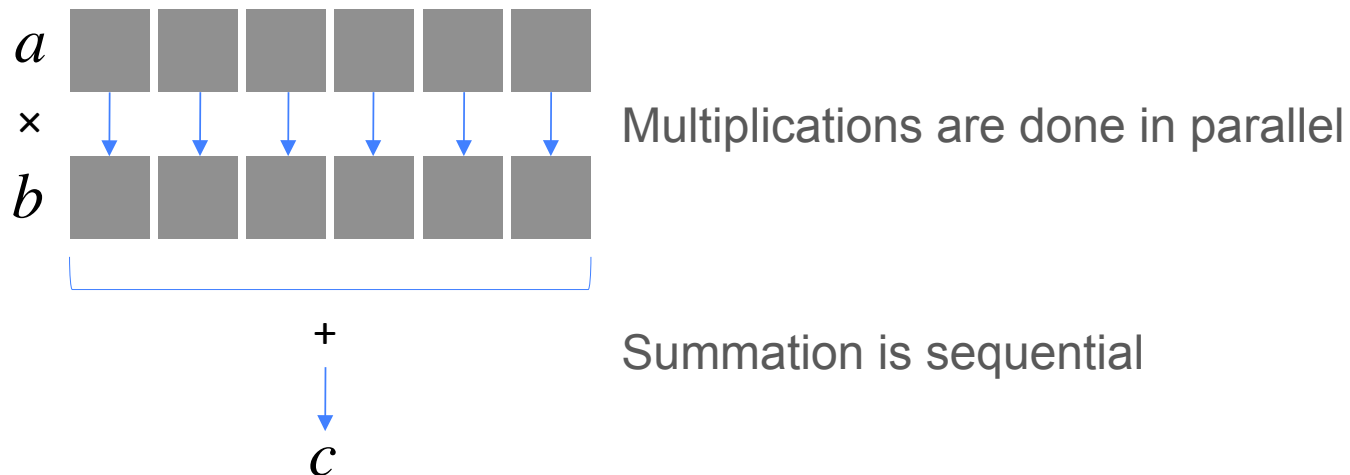 a
×
Multiplications are done in parallel
b
+
Summation is sequential
c